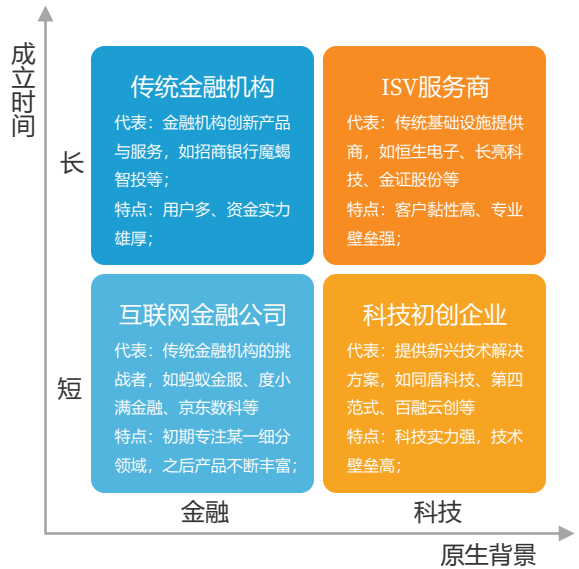 成立时间
长
传统金融机构
代表：金融机构创新产品
与服务，如招商银行魔蝎
智投等；
特点：用户多、资金实力
雄厚；
ISV服务商
代表：传统基础设施提供
商，如恒生电子、长亮科
技、金证股份等
特点：客户黏性高、专业
壁垒强；
短
互联网金融公司
代表：传统金融机构的挑
战者，如蚂蚁金服、度小
满金融、京东数科等
特点：初期专注某一细分
领域，之后产品不断丰富；
科技初创企业
代表：提供新兴技术解决
方案，如同盾科技、第四
范式、百融云创等
特点：科技实力强，技术
壁垒高；
金融
科技
原生背景